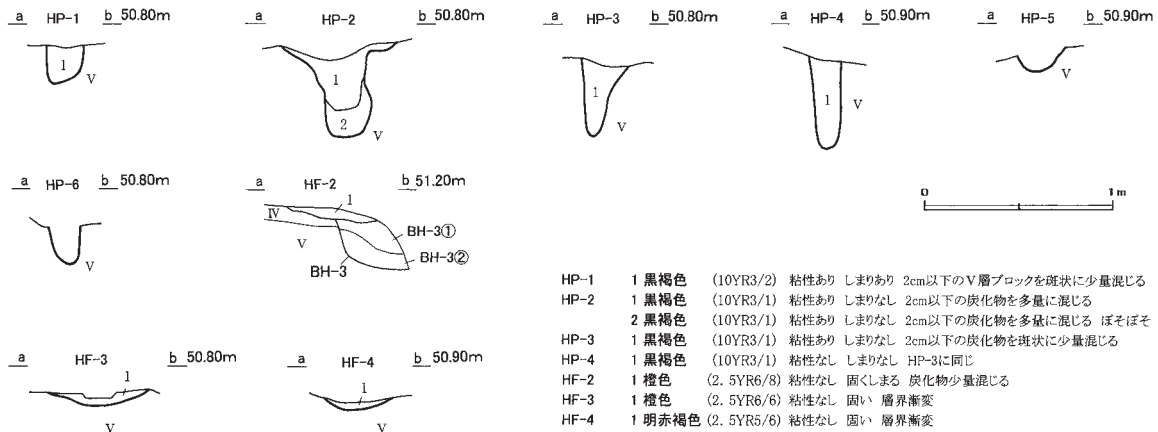 a HP-1 b 50.80m
1
V
a HP-2 b 50.80m
1
2
V
a HP-3 b 50.80m
1
V
a HP-4 b 50.90m
1
V
a HP-5 b 50.90m
V
a HP-6 b 50.80m
V
a HF-2 b 51.20m
1
IV
V
BH-3①
BH-3②
BH-3
0 1m
a HF-3 b 50.80m
1
V
a HF-4 b 50.90m
1
V
HP-1 1 黒褐色 (10YR3/2) 粘性あり しまりあり 2cm以下のV層ブロックを斑状に少量混じる
HP-2 1 黒褐色 (10YR3/1) 粘性あり しまりなし 2cm以下の炭化物を多量に混じる
2 黒褐色 (10YR3/1) 粘性あり しまりなし 2cm以下の炭化物を多量に混じる ぼそぼそ
HP-3 1 黒褐色 (10YR3/1) 粘性あり しまりなし 2cm以下の炭化物を斑状に少量混じる
HP-4 1 黒褐色 (10YR3/1) 粘性なし しまりなし HP-3に同じ
HF-2 1 橙色 (2.5YR6/8) 粘性なし 固くしまる 炭化物少量混じる
HF-3 1 橙色 (2.5YR6/6) 粘性なし 固い 層界漸変
HF-4 1 明赤褐色 (2.5YR5/6) 粘性なし 固い 層界漸変